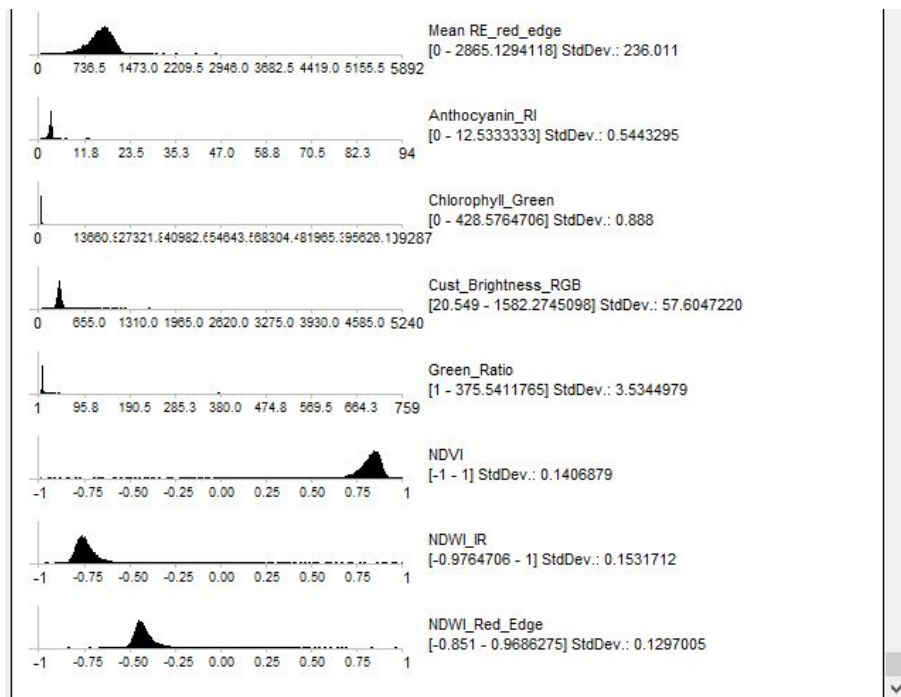 Mean RE_red_edge
[0 - 2865.1294118] StdDev.: 236.011
0 736.5 1473.0 2209.5 2946.0 3682.5 4419.0 5155.5 5892
Anthocyanin_RI
[0 - 12.5333333] StdDev.: 0.5443295
0 11.8 23.5 35.3 47.0 58.8 70.5 82.3 94
Chlorophyll_Green
[0 - 428.5764706] StdDev.: 0.888
0
Cust_Brightness_RGB
[20.549 - 1582.2745098] StdDev.: 57.6047220
0 655.0 1310.0 1965.0 2620.0 3275.0 3930.0 4585.0 5240
Green_Ratio
[1 - 375.5411765] StdDev.: 3.5344979
1 95.8 190.5 285.3 380.0 474.8 569.5 664.3 759
NDVI
[-1 - 1] StdDev.: 0.1406879
-1 -0.75 -0.50 -0.25 0.00 0.25 0.50 0.75 1
NDWI_IR
[-0.9764706 - 1] StdDev.: 0.1531712
-1 -0.75 -0.50 -0.25 0.00 0.25 0.50 0.75 1
NDWI_Red_Edge
[-0.851 - 0.9686275] StdDev.: 0.1297005
-1 -0.75 -0.50 -0.25 0.00 0.25 0.50 0.75 1